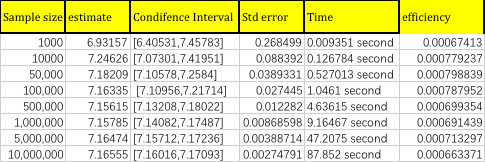 Sample size estimate Condifence Interval Std error Time efficiency
1000 6.93157 [6.40531,7.45783] 0.268499 0.009351 second 0.00067413
10000 7.24626 [7.07301,7.41951] 0.088392 0.126784 second 0.000779237
50,000 7.18209 [7.10578,7.2584] 0.0389331 0.527013 second 0.000798839
100,000 7.16335 [7.10956,7.21714] 0.027445 1.0461 second 0.000787952
500,000 7.15615 [7.13208,7.18022] 0.012282 4.63615 second 0.000699354
1,000,000 7.15785 [7.14082,7.17487] 0.00868598 9.16467 second 0.000691439
5,000,000 7.16474 [7.15712,7.17236] 0.00388714 47.2075 second 0.000713297
10,000,000 7.16555 [7.16016,7.17093] 0.00274791 87.852 second 0.000663371